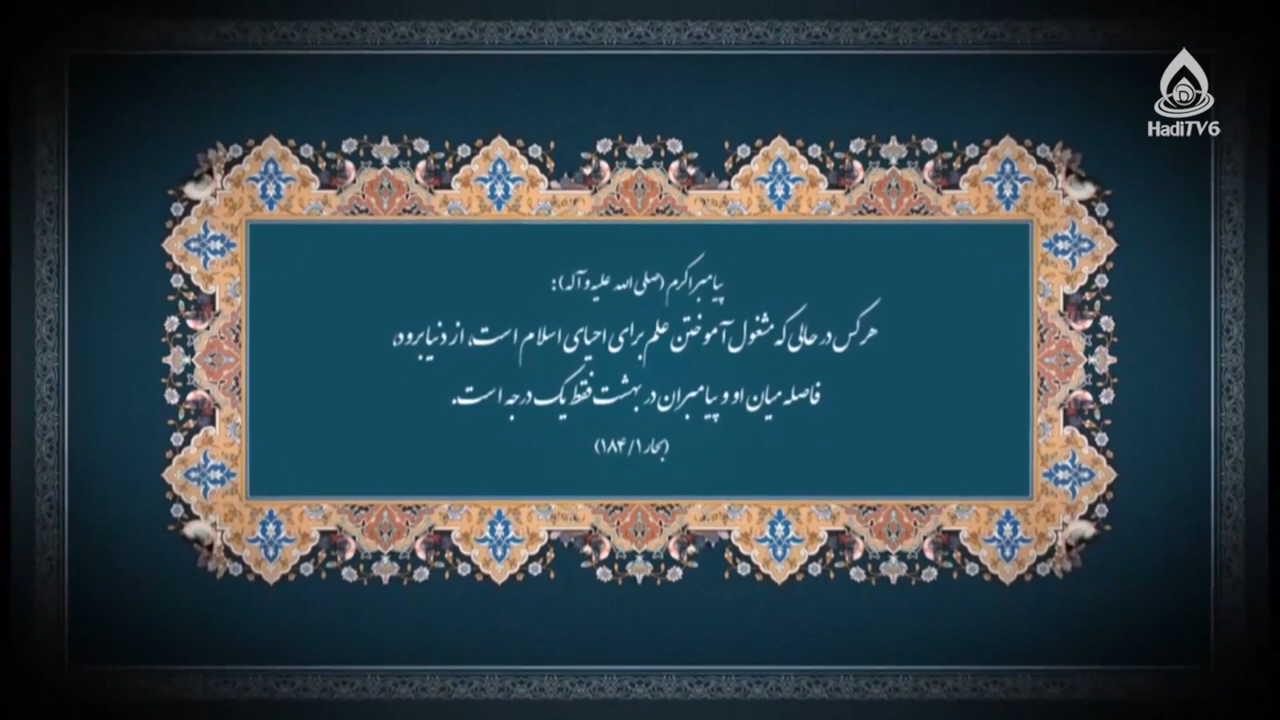 HadiTV6
پیامبر اکرم (صلی الله علیه و آله):
هر کس در حالی که مشغول آموختن علم برای احیای اسلام است، از دنیا برود،
فاصله میان او و پیامبران در بهشت فقط یک درجه است.
(بحار ۱/ ۱۸۴)